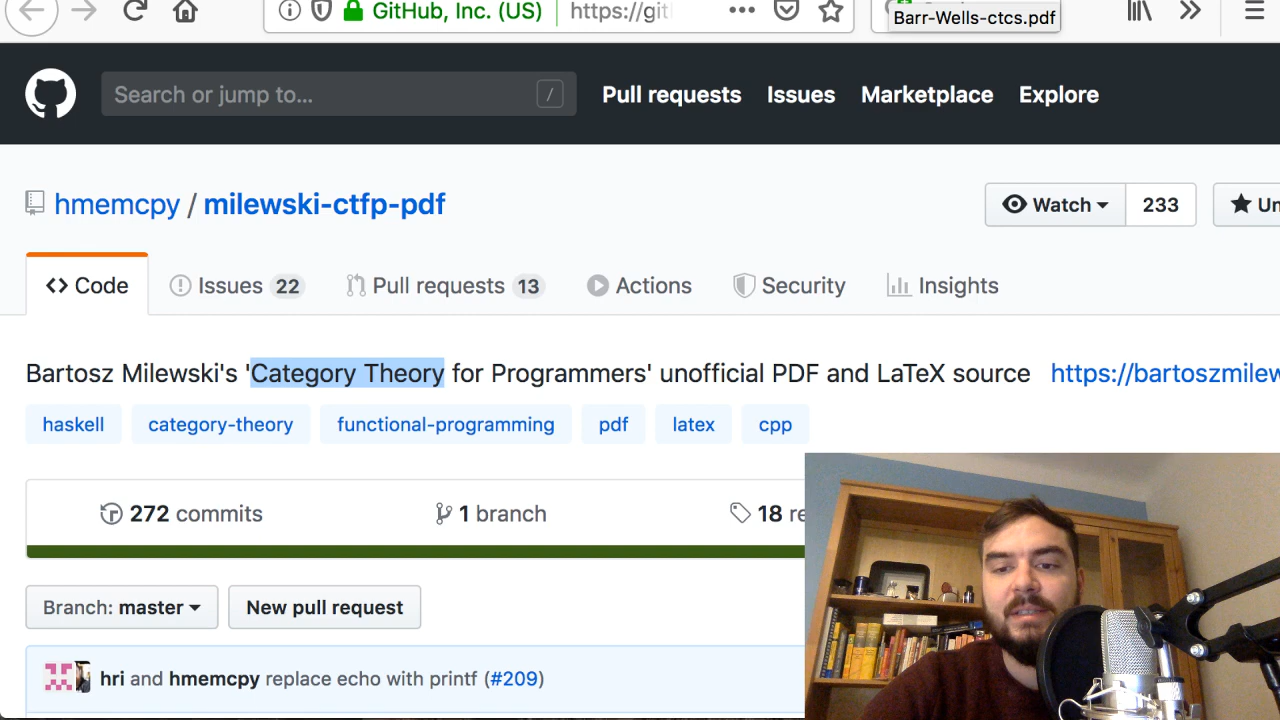 GitHub, Inc. (US) https://git ••• Barr-Wells-ctcs.pdf
Search or jump to... / Pull requests Issues Marketplace Explore
hmemcpy / milewski-ctfp-pdf Watch 233 Un
Code Issues 22 Pull requests 13 Actions Security Insights
Bartosz Milewski's 'Category Theory for Programmers' unofficial PDF and LaTeX source https://bartoszmilew
haskell category-theory functional-programming pdf latex cpp
272 commits 1 branch 18 re
Branch: master New pull request
hri and hmemcpy replace echo with printf (#209)